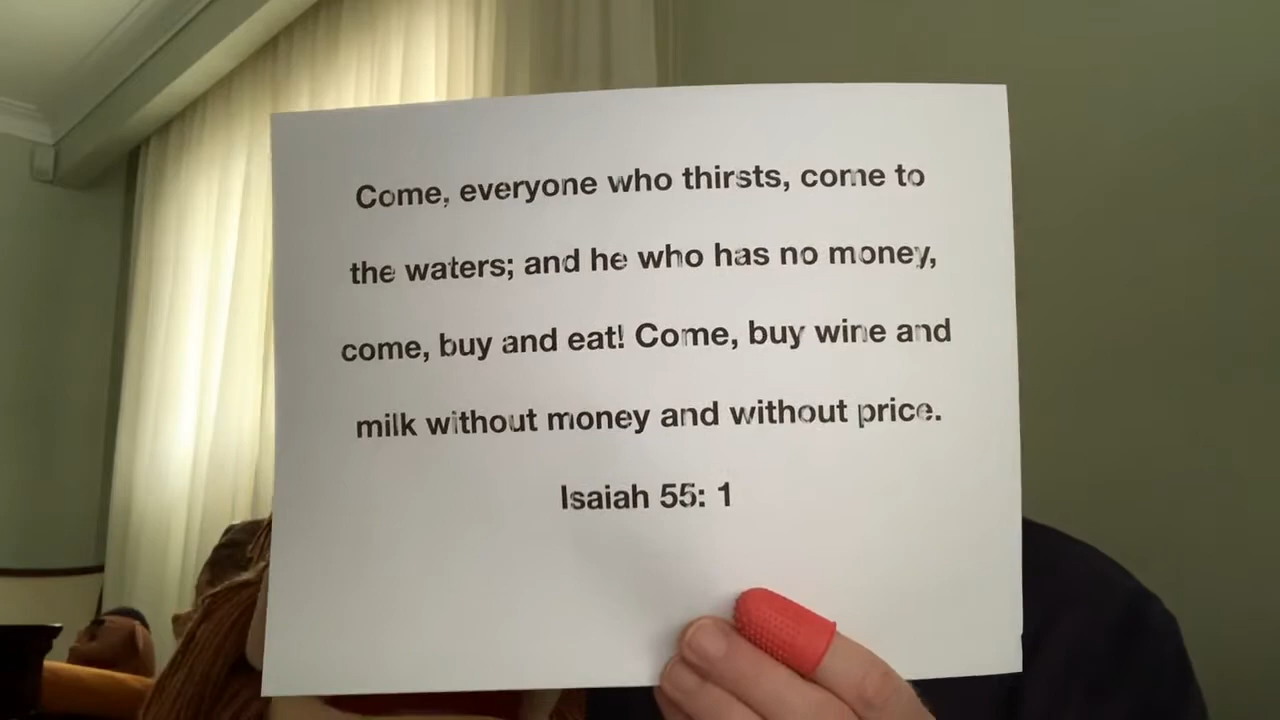 Come, everyone who thirsts, come to
the waters; and he who has no money,
come, buy and eat! Come, buy wine and
milk without money and without price.
Isaiah 55: 1